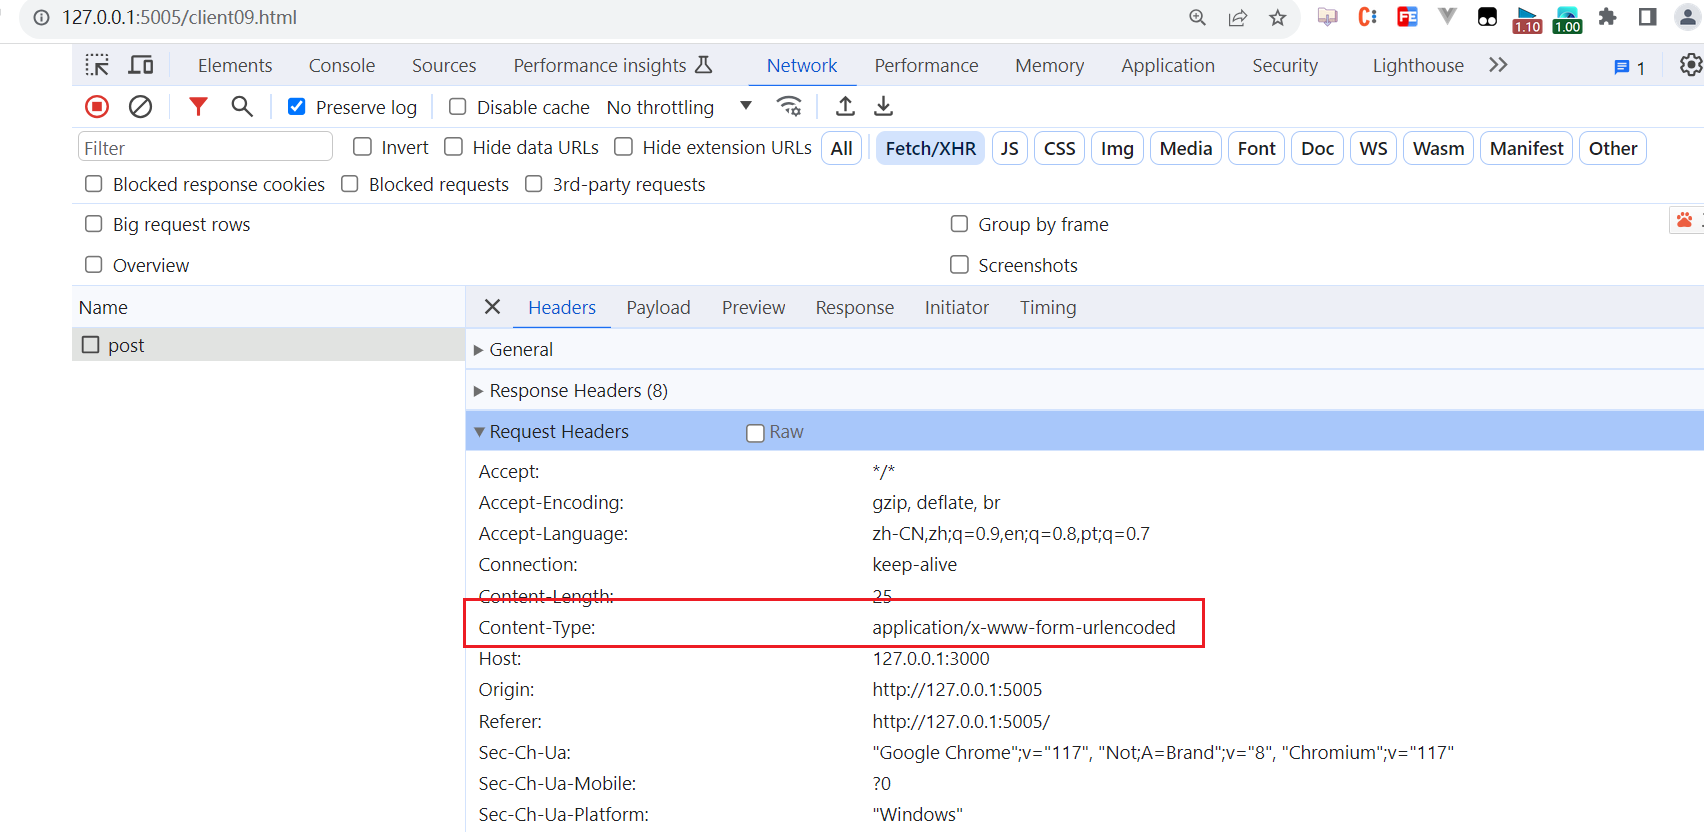 127.0.0.1:5005/client09.html
1.10 1.00
Elements Console Sources Performance insights Network Performance Memory Application Security Lighthouse 1
Preserve log Disable cache No throttling
Filter Invert Hide data URLs Hide extension URLs All Fetch/XHR JS CSS Img Media Font Doc WS Wasm Manifest Other
Blocked response cookies Blocked requests 3rd-party requests
Big request rows Group by frame
Overview Screenshots
Name Headers Payload Preview Response Initiator Timing
post
General
Response Headers (8)
Request Headers Raw
Accept: */*
Accept-Encoding: gzip, deflate, br
Accept-Language: zh-CN,zh;q=0.9,en;q=0.8,pt;q=0.7
Connection: keep-alive
Content-Length: 25
Content-Type: application/x-www-form-urlencoded
Host: 127.0.0.1:3000
Origin: http://127.0.0.1:5005
Referer: http://127.0.0.1:5005/
Sec-Ch-Ua: "Google Chrome";v="117", "Not;A=Brand";v="8", "Chromium";v="117"
Sec-Ch-Ua-Mobile: ?0
Sec-Ch-Ua-Platform: "Windows"